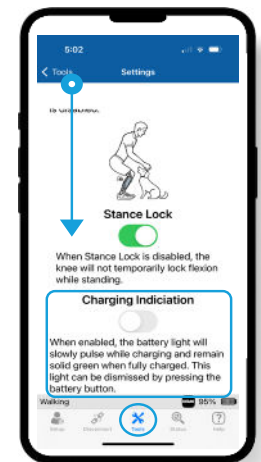 5:02
Tools
Settings
is disabled.
Stance Lock
When Stance Lock is disabled, the
knee will not temporarily lock flexion
while standing.
Charging Indiciation
When enabled, the battery light will
slowly pulse while charging and remain
solid green when fully charged. This
light can be dismissed by pressing the
battery button.
Walking
95%
Setup
Tools
Status
Help